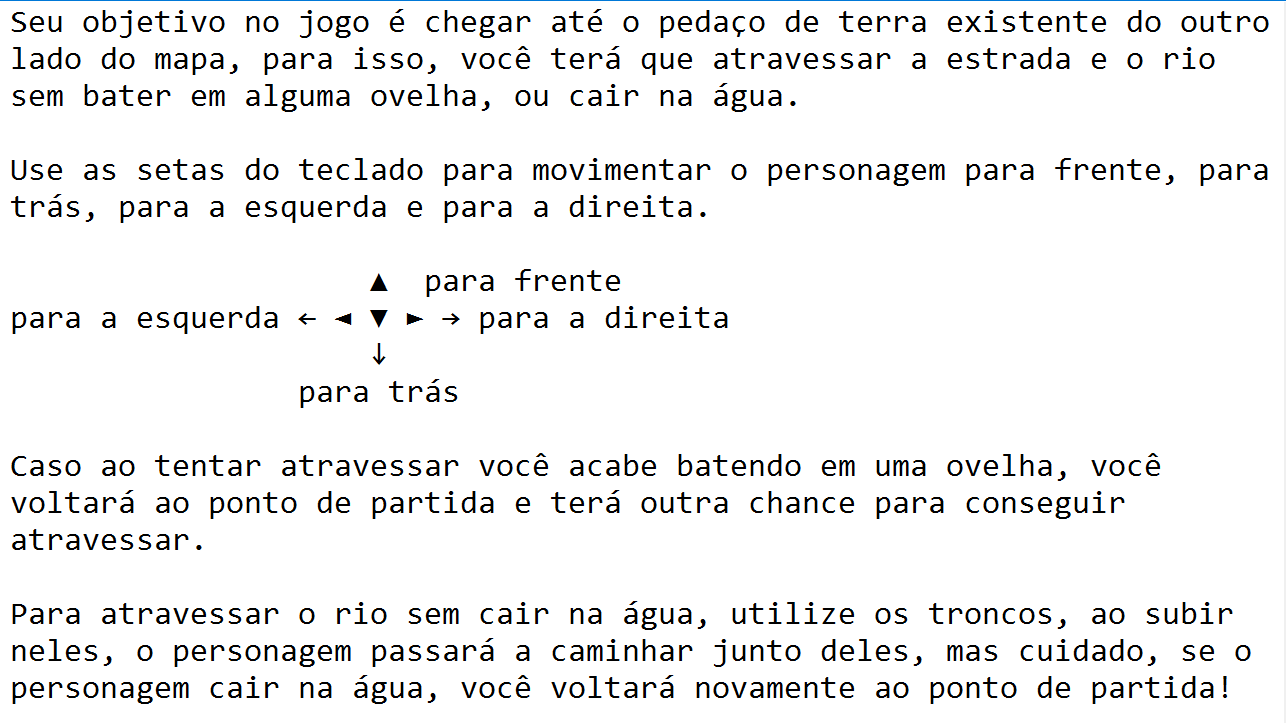 Seu objetivo no jogo é chegar até o pedaço de terra existente do outro
lado do mapa, para isso, você terá que atravessar a estrada e o rio
sem bater em alguma ovelha, ou cair na água.
Use as setas do teclado para movimentar o personagem para frente, para
trás, para a esquerda e para a direita.
▲ para frente
para a esquerda ← ◄ ▼ ► → para a direita
↓
para trás
Caso ao tentar atravessar você acabe batendo em uma ovelha, você
voltará ao ponto de partida e terá outra chance para conseguir
atravessar.
Para atravessar o rio sem cair na água, utilize os troncos, ao subir
neles, o personagem passará a caminhar junto deles, mas cuidado, se o
personagem cair na água, você voltará novamente ao ponto de partida!